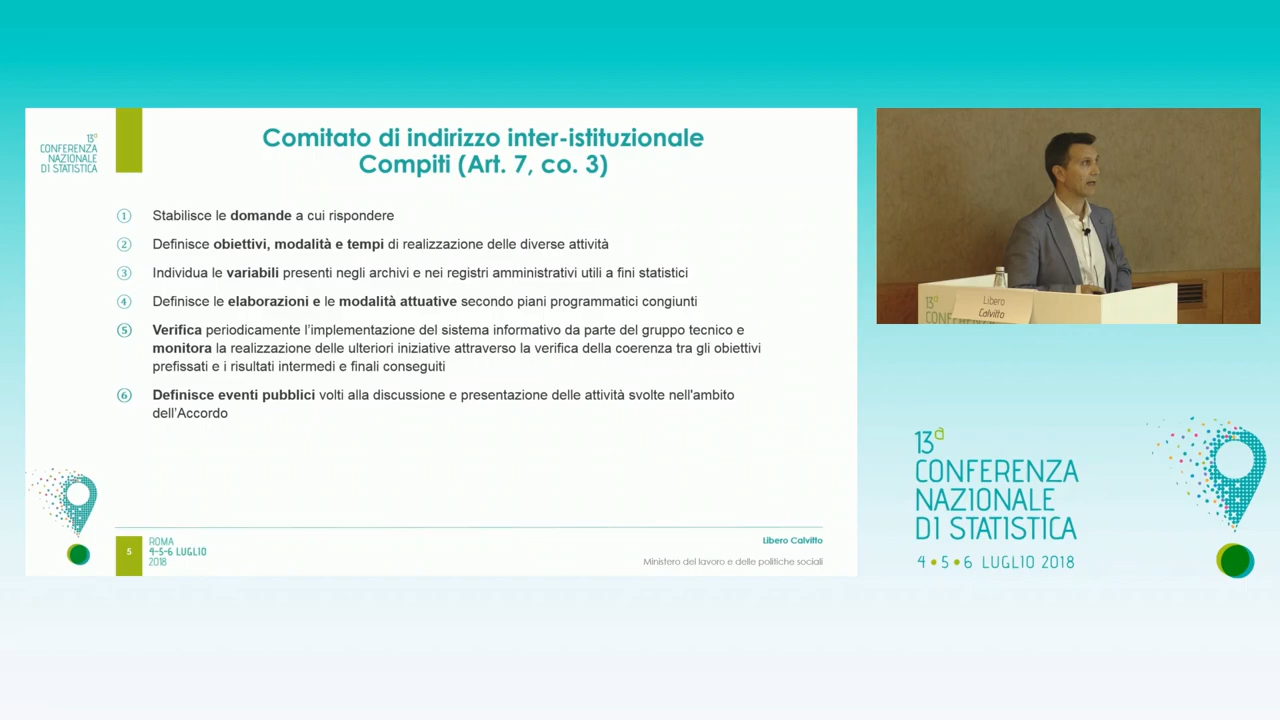 13ª
CONFERENZA
NAZIONALE
DI STATISTICA
Comitato di indirizzo inter-istituzionale
Compiti (Art. 7, co. 3)
1 Stabilisce le domande a cui rispondere
2 Definisce obiettivi, modalità e tempi di realizzazione delle diverse attività
3 Individua le variabili presenti negli archivi e nei registri amministrativi utili a fini statistici
4 Definisce le elaborazioni e le modalità attuative secondo piani programmatici congiunti
5 Verifica periodicamente l’implementazione del sistema informativo da parte del gruppo tecnico e
monitora la realizzazione delle ulteriori iniziative attraverso la verifica della coerenza tra gli obiettivi
prefissati e i risultati intermedi e finali conseguiti
6 Definisce eventi pubblici volti alla discussione e presentazione delle attività svolte nell'ambito
dell’Accordo
5
ROMA
4-5-6 LUGLIO
2018
Libero Calvitto
Ministero del lavoro e delle politiche sociali
13ª
Libero
Calvitto
13ª
CONFERENZA
NAZIONALE
DI STATISTICA
4 • 5 • 6 LUGLIO 2018